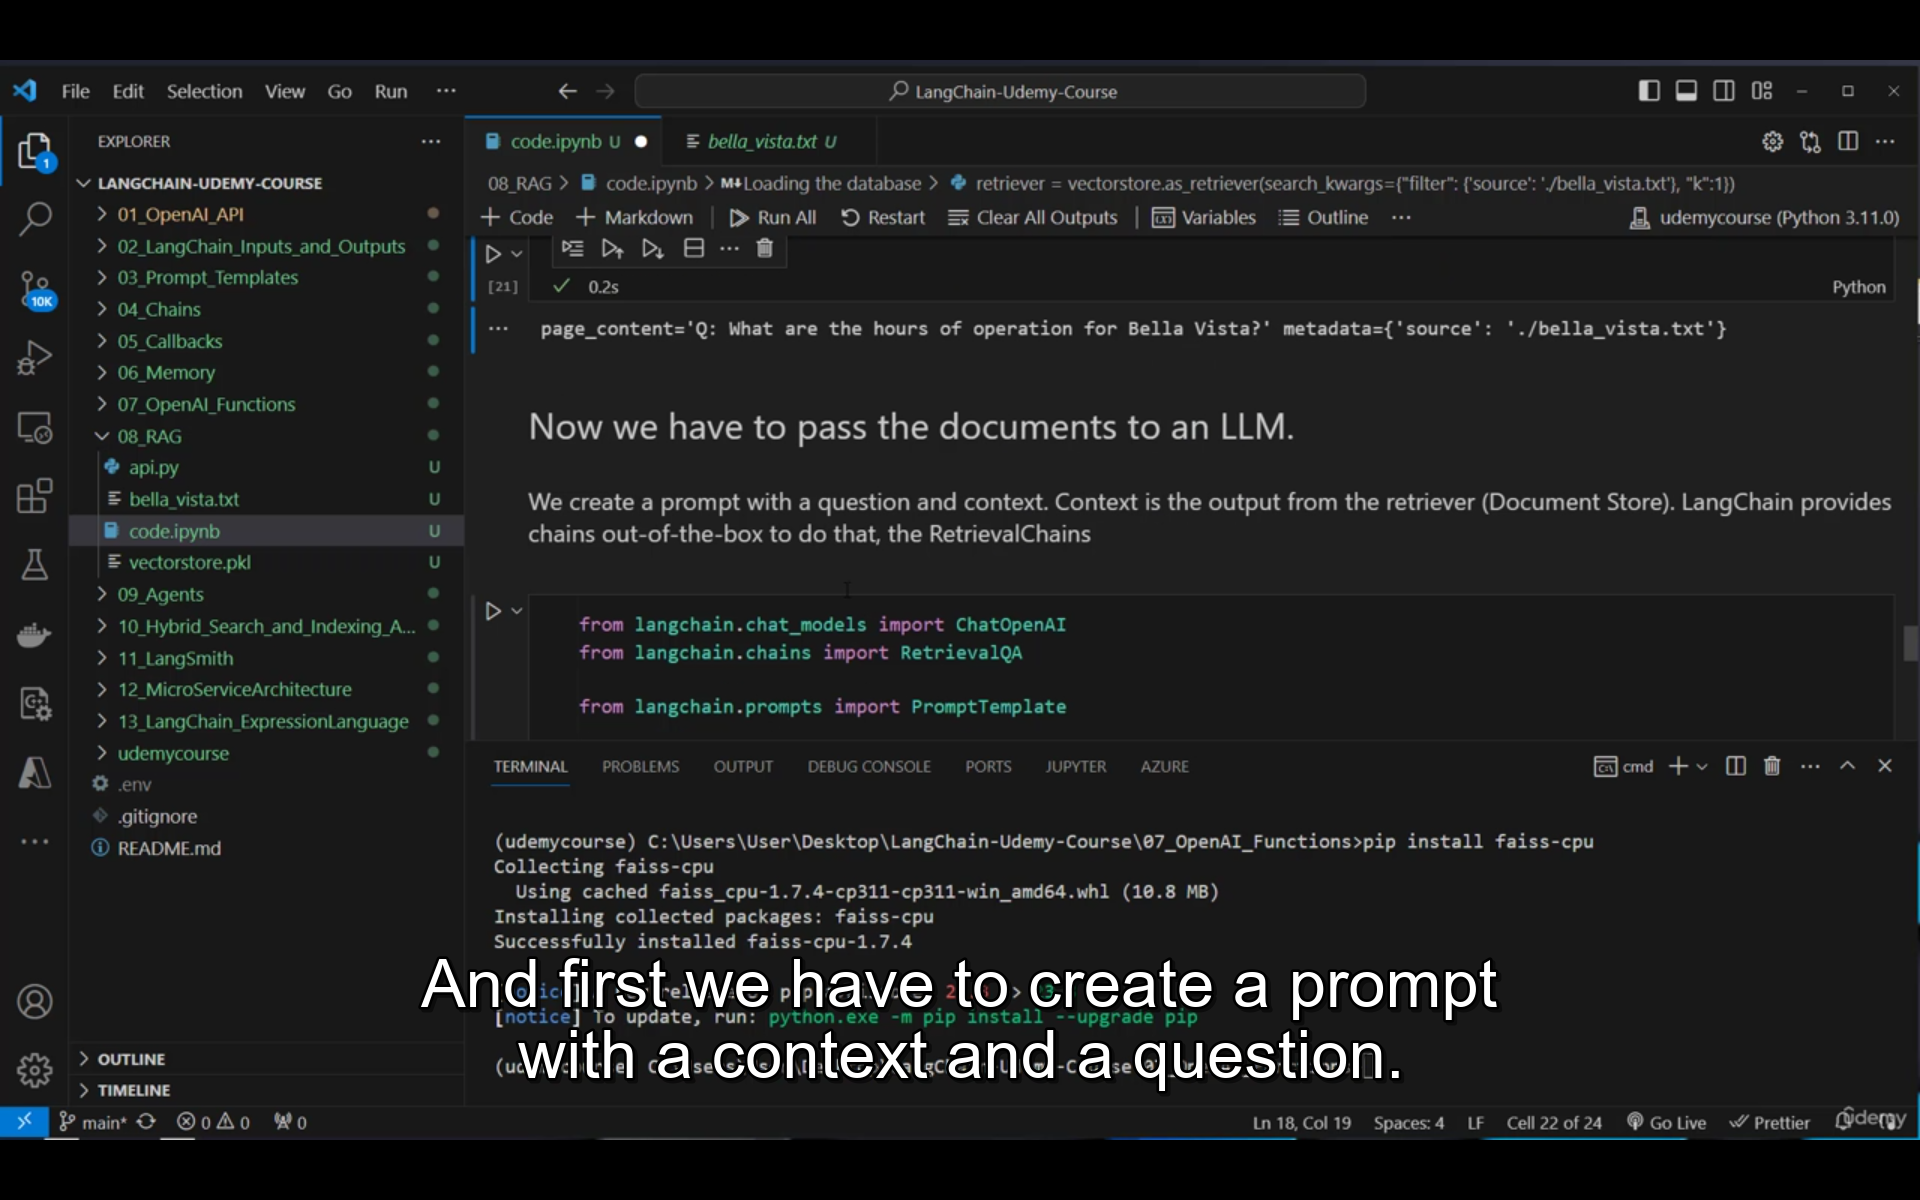 File Edit Selection View Go Run ··· LangChain-Udemy-Course
EXPLORER
code.ipynb U
bella_vista.txt U
1
LANGCHAIN-UDEMY-COURSE
08_RAG > code.ipynb > M↓Loading the database > retriever = vectorstore.as_retriever(search_kwargs={"filter": {'source': './bella_vista.txt'}, "k":1})
01_OpenAI_API
+ Code + Markdown Run All Restart Clear All Outputs Variables Outline ··· udemycourse (Python 3.11.0)
02_LangChain_Inputs_and_Outputs
03_Prompt_Templates
[21] 0.2s Python
10K
04_Chains
page_content='Q: What are the hours of operation for Bella Vista?' metadata={'source': './bella_vista.txt'}
05_Callbacks
06_Memory
07_OpenAI_Functions
Now we have to pass the documents to an LLM.
08_RAG
api.py U
bella_vista.txt U
We create a prompt with a question and context. Context is the output from the retriever (Document Store). LangChain provides
chains out-of-the-box to do that, the RetrievalChains
code.ipynb U
vectorstore.pkl U
09_Agents
10_Hybrid_Search_and_Indexing_A...
11_LangSmith
12_MicroServiceArchitecture
13_LangChain_ExpressionLanguage
udemycourse
.env
.gitignore
README.md
from langchain.chat_models import ChatOpenAI
from langchain.chains import RetrievalQA
from langchain.prompts import PromptTemplate
TERMINAL PROBLEMS OUTPUT DEBUG CONSOLE PORTS JUPYTER AZURE cmd
(udemycourse) C:\Users\User\Desktop\LangChain-Udemy-Course\07_OpenAI_Functions>pip install faiss-cpu
Collecting faiss-cpu
Using cached faiss_cpu-1.7.4-cp311-cp311-win_amd64.whl (10.8 MB)
Installing collected packages: faiss-cpu
Successfully installed faiss-cpu-1.7.4
And first we have to create a prompt
[notice] To update, run: python.exe -m pip install --upgrade pip
with a context and a question.
OUTLINE
TIMELINE
main* 0 0 0 Ln 18, Col 19 Spaces: 4 LF Cell 22 of 24 Go Live Prettier
udemy